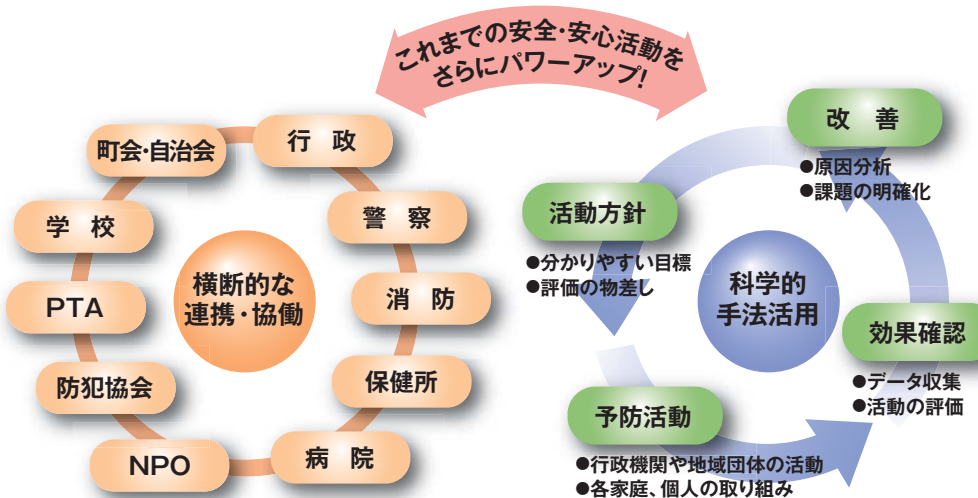 これまでの安全･安心活動を
さらにパワーアップ!
行 政
警 察
消 防
保健所
病 院
NPO
防犯協会
PTA
学 校
町会･自治会
横断的な
連携・協働
改 善
●原因分析
●課題の明確化
活動方針
●分かりやすい目標
●評価の物差し
科学的
手法活用
効果確認
●データ収集
●活動の評価
予防活動
●行政機関や地域団体の活動
●各家庭、個人の取り組み